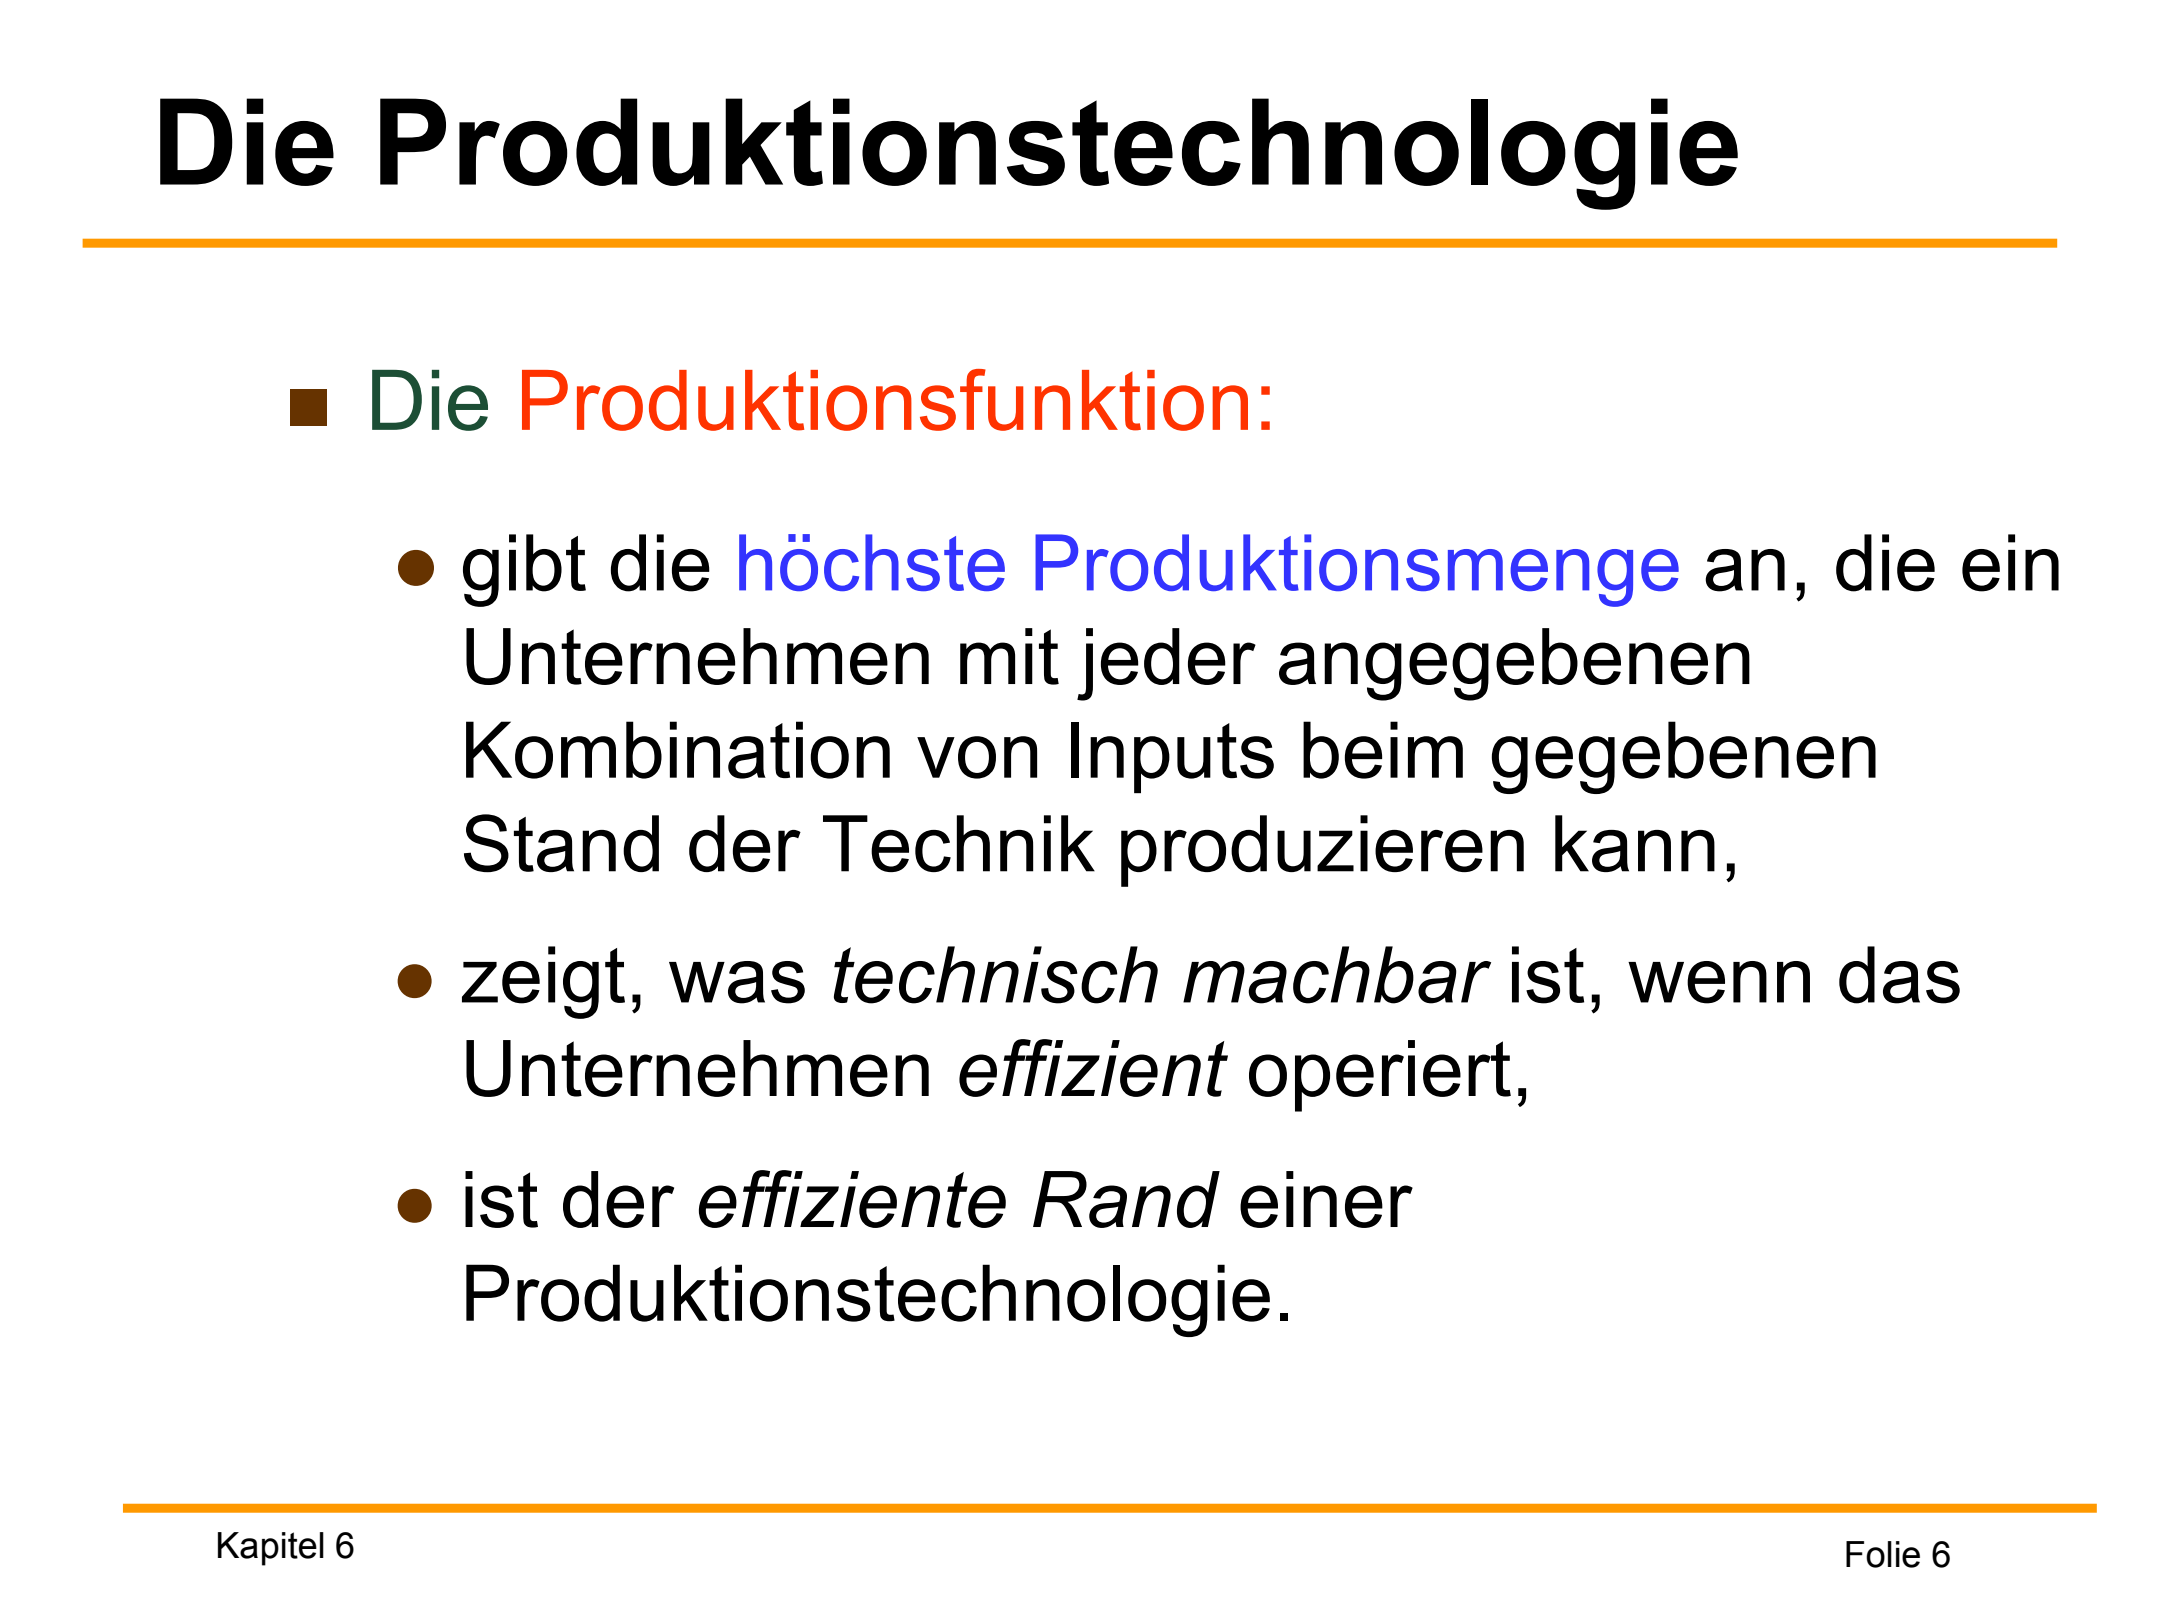 Die Produktionstechnologie
Die Produktionsfunktion:
gibt die höchste Produktionsmenge an, die ein
Unternehmen mit jeder angegebenen
Kombination von Inputs beim gegebenen
Stand der Technik produzieren kann,
zeigt, was technisch machbar ist, wenn das
Unternehmen effizient operiert,
ist der effiziente Rand einer
Produktionstechnologie.
Kapitel 6
Folie 6